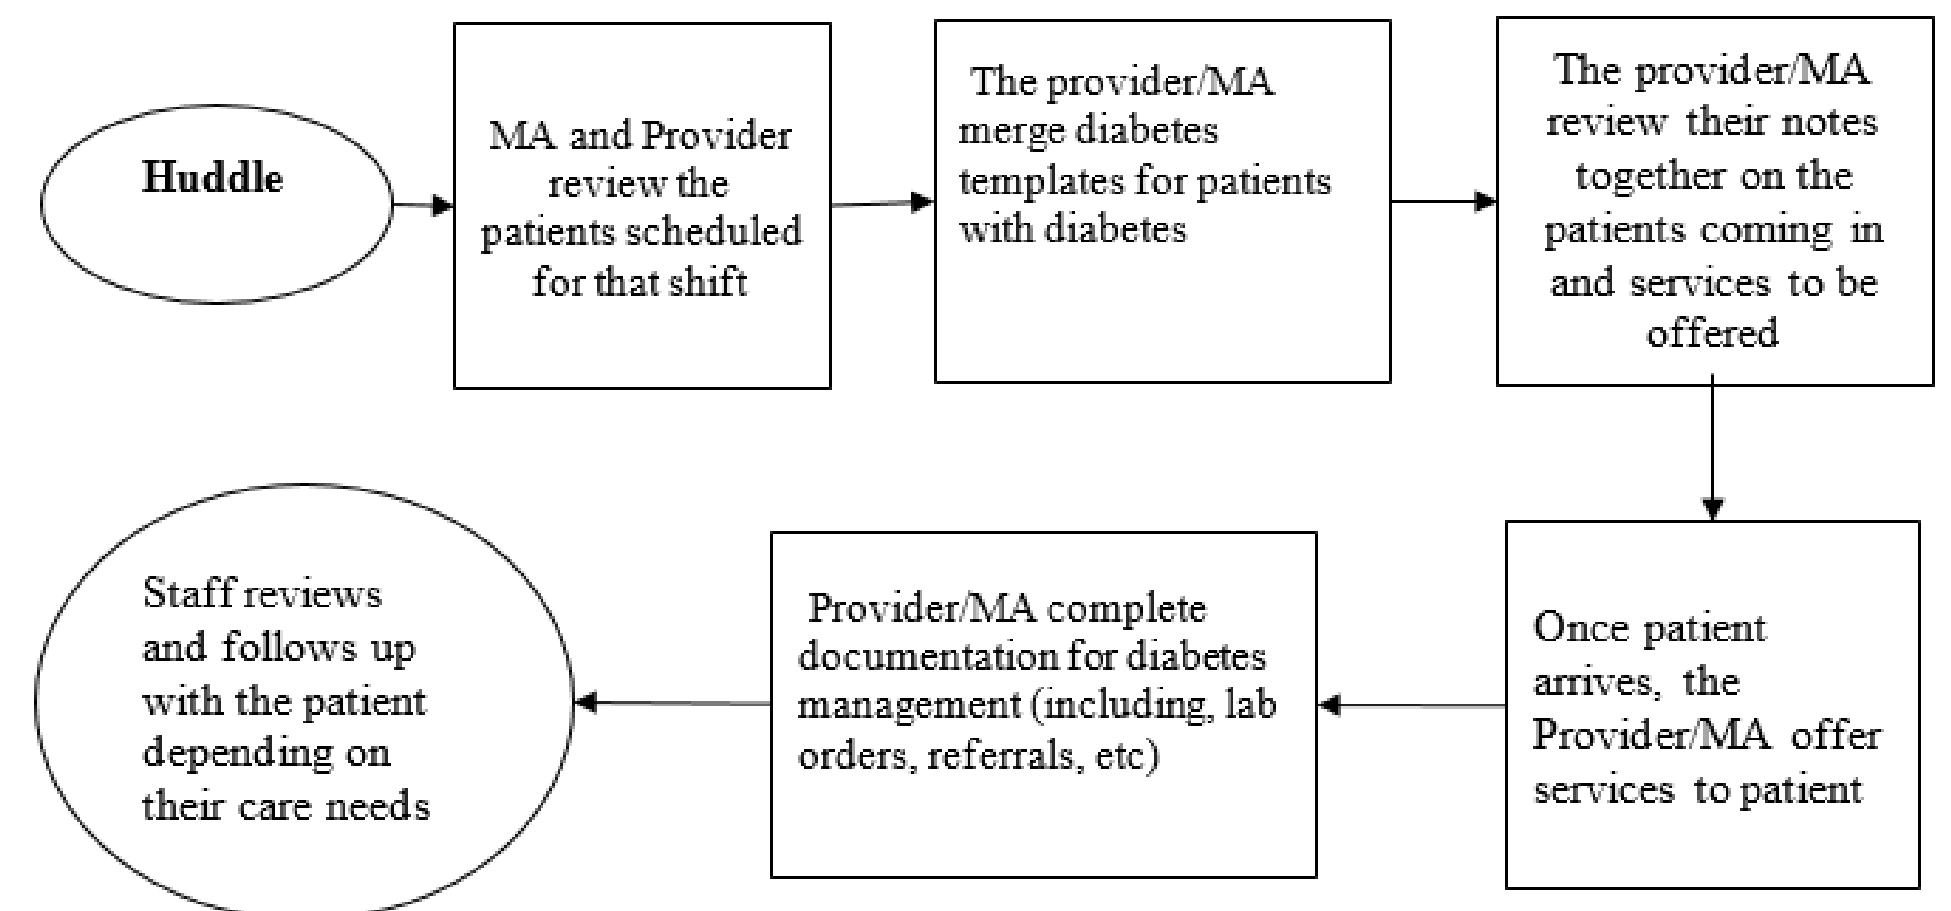 Huddle
MA and Provider
review the
patients scheduled
for that shift
The provider/MA
merge diabetes
templates for patients
with diabetes
The provider/MA
review their notes
together on the
patients coming in
and services to be
offered
Once patient
arrives, the
Provider/MA offer
services to patient
Provider/MA complete
documentation for diabetes
management (including, lab
orders, referrals, etc)
Staff reviews
and follows up
with the patient
depending on
their care needs